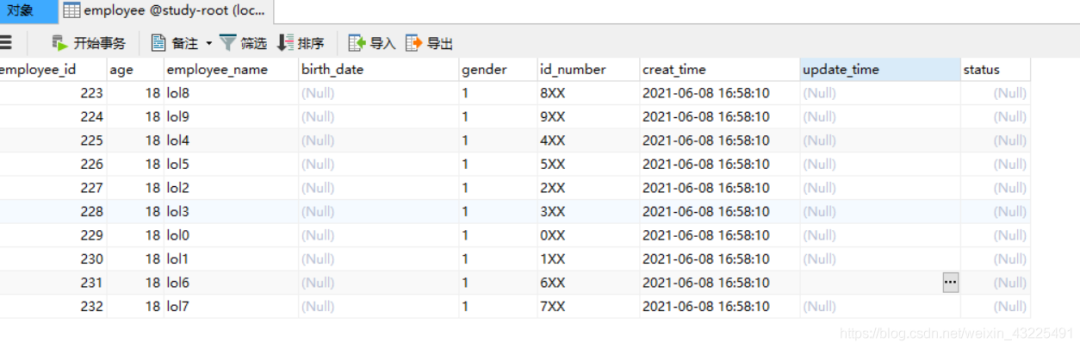 对象 employee @study-root (loc...
开始事务 备注 筛选 排序 导入 导出
employee_id age employee_name birth_date gender id_number creat_time update_time status
223 18 lol8 (Null) 1 8XX 2021-06-08 16:58:10 (Null) (Null)
224 18 lol9 (Null) 1 9XX 2021-06-08 16:58:10 (Null) (Null)
225 18 lol4 (Null) 1 4XX 2021-06-08 16:58:10 (Null) (Null)
226 18 lol5 (Null) 1 5XX 2021-06-08 16:58:10 (Null) (Null)
227 18 lol2 (Null) 1 2XX 2021-06-08 16:58:10 (Null) (Null)
228 18 lol3 (Null) 1 3XX 2021-06-08 16:58:10 (Null) (Null)
229 18 lol0 (Null) 1 0XX 2021-06-08 16:58:10 (Null) (Null)
230 18 lol1 (Null) 1 1XX 2021-06-08 16:58:10 (Null) (Null)
231 18 lol6 (Null) 1 6XX 2021-06-08 16:58:10 ... (Null)
232 18 lol7 (Null) 1 7XX 2021-06-08 16:58:10 (Null) (Null)
https://blog.csdn.net/weixin_43225491